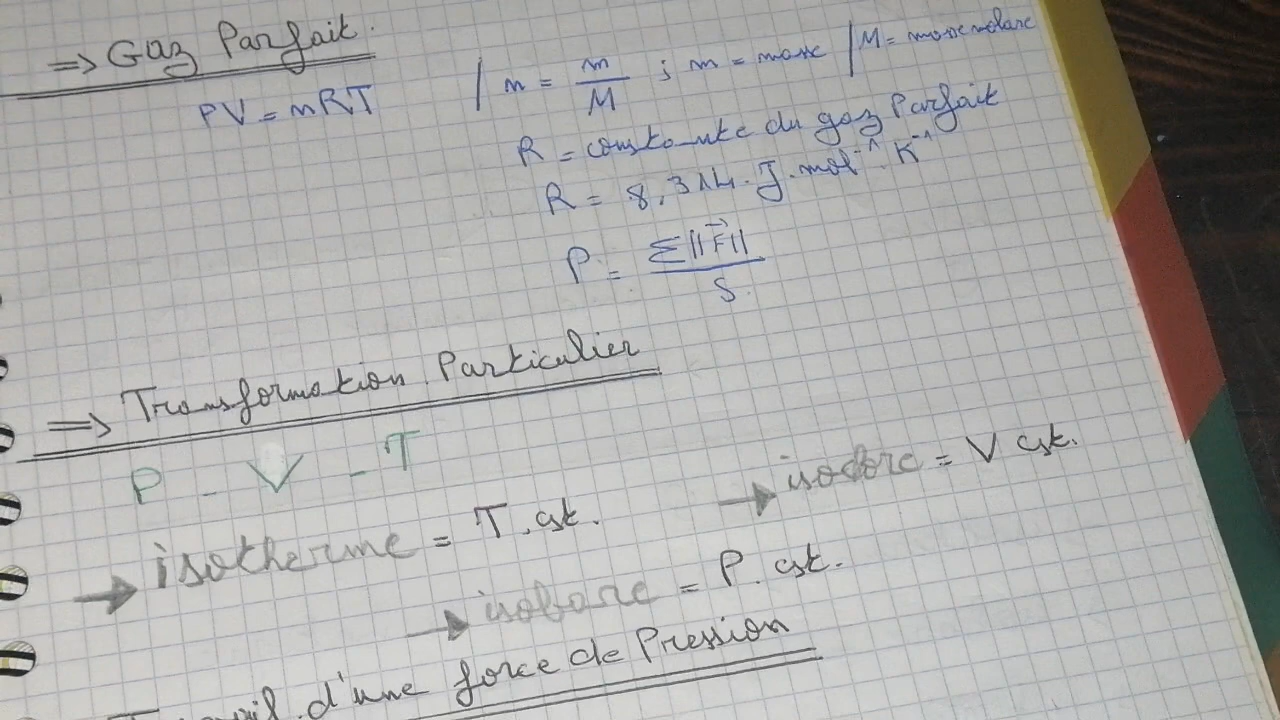 ⇒ Gaz Parfait.
PV = nRT / n = m/M ; m = masse / M = masse molaire
R = constante du gaz Parfait
R = 8,314. J. mol⁻¹. K⁻¹
P = Σ||F⃗|| / S
⇒ Transformation Particulier
P - V - T
→ isotherme = T. cst.
→ isocore = V cst.
→ isobare = P. cst.
d'une force de Pression